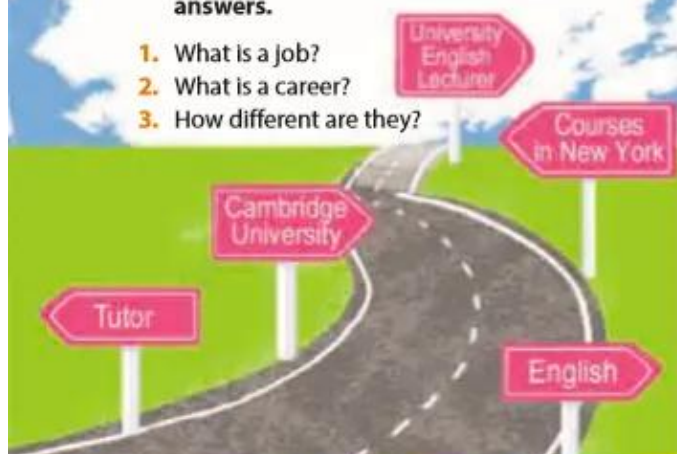 answers.
1. What is a job?
2. What is a career?
3. How different are they?
University
English
Lecturer
Courses
in New York
Cambridge
University
Tutor
English